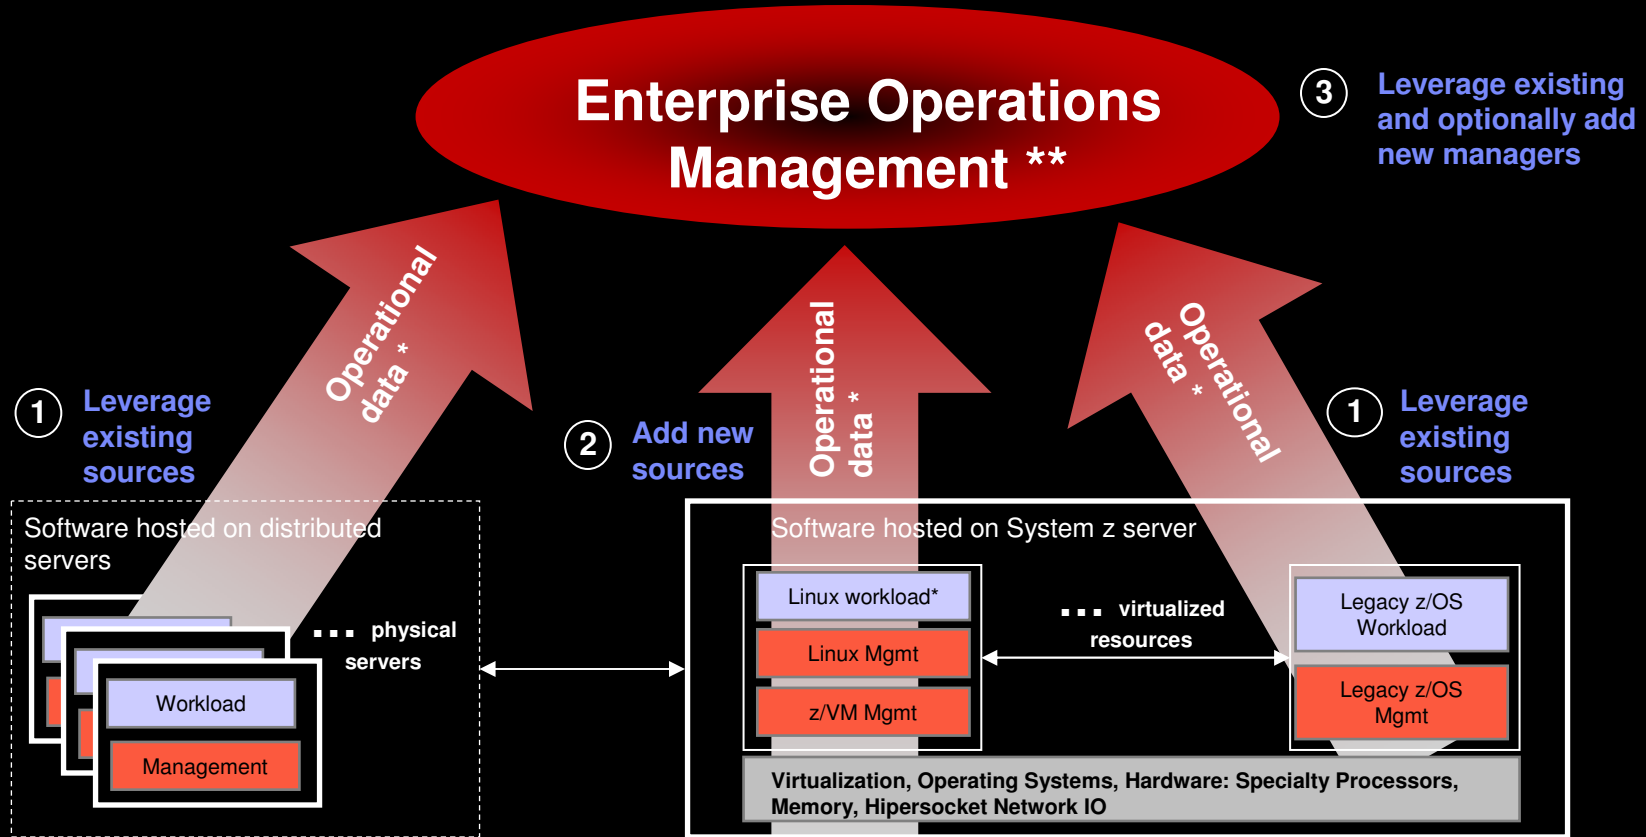 Enterprise Operations
Management **
3
Leverage existing
and optionally add
new managers
Operational
data *
Operational
data *
Operational
data *
1
Leverage
existing
sources
2
Add new
sources
1
Leverage
existing
sources
Software hosted on distributed
servers
... physical
servers
Workload
Management
Software hosted on System z server
Linux workload*
Linux Mgmt
z/VM Mgmt
... virtualized
resources
Legacy z/OS
Workload
Legacy z/OS
Mgmt
Virtualization, Operating Systems, Hardware: Specialty Processors,
Memory, Hipersocket Network IO